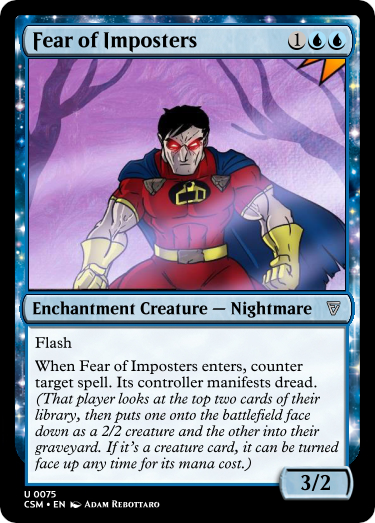 Fear of Imposters 1
Enchantment Creature — Nightmare
Flash
When Fear of Imposters enters, counter
target spell. Its controller manifests dread.
(That player looks at the top two cards of their
library, then puts one onto the battlefield face
down as a 2/2 creature and the other into their
graveyard. If it's a creature card, it can be turned
face up any time for its mana cost.)
3/2
U 0075
CSM • EN Adam Rebottaro